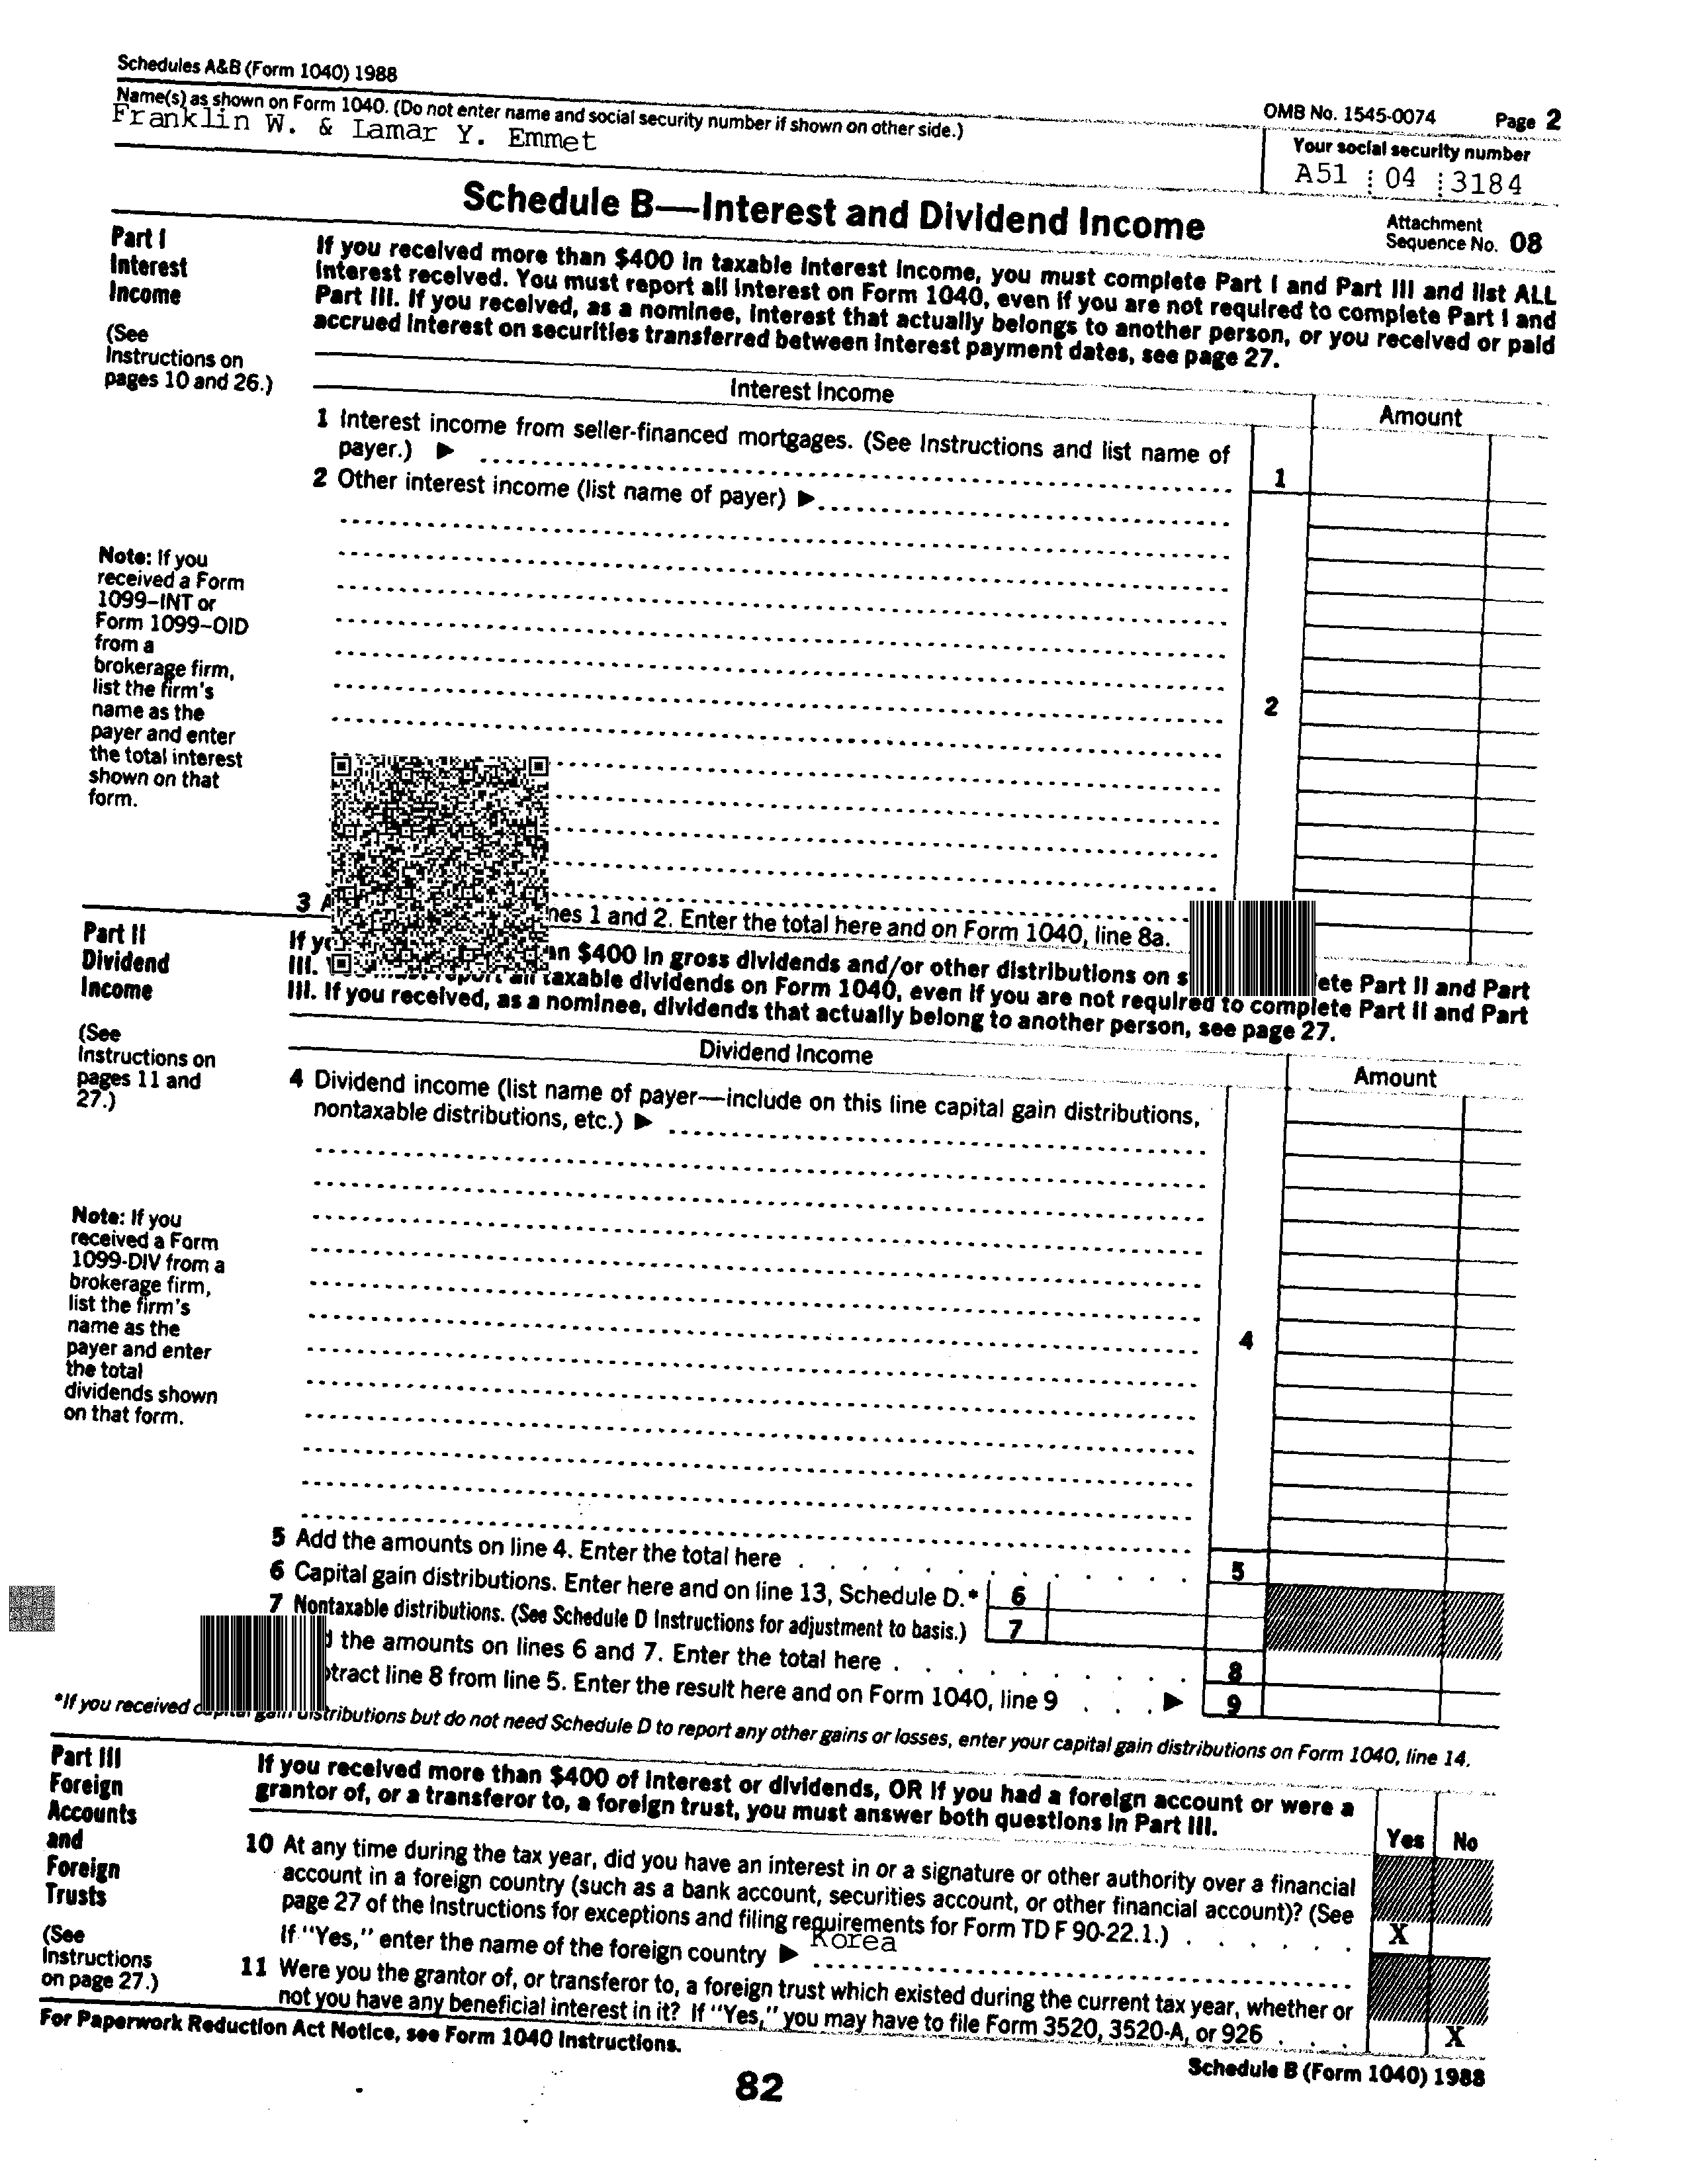 Schedules A&B (Form 1040) 1988
OMB No. 1545-0074 Page 2
Name(s) as shown on Form 1040. (Do not enter name and social security number if shown on other side.)
Franklin W. & Lamar Y. Emmet
Your social security number
A51 04 3184
Schedule B—Interest and Dividend Income
Attachment
Sequence No. 08
Part I
Interest
Income
(See
Instructions on
pages 10 and 26.)
If you received more than $400 in taxable interest income, you must complete Part I and Part III and list ALL
interest received. You must report all interest on Form 1040, even if you are not required to complete Part I and
Part III. If you received, as a nominee, interest that actually belongs to another person, or you received or paid
accrued interest on securities transferred between interest payment dates, see page 27.
Interest Income
Amount
1 Interest income from seller-financed mortgages. (See Instructions and list name of
payer.) ▶
1
2 Other interest income (list name of payer) ▶
Note: If you
received a Form
1099–INT or
Form 1099–OID
from a
brokerage firm,
list the firm's
name as the
payer and enter
the total interest
shown on that
form.
2
3
nes 1 and 2. Enter the total here and on Form 1040, line 8a.
Part II
Dividend
Income
(See
Instructions on
pages 11 and
27.)
If
an $400 in gross dividends and/or other distributions on s ete Part II and Part
III. report all taxable dividends on Form 1040, even if you are not required to complete Part II and Part
III. If you received, as a nominee, dividends that actually belong to another person, see page 27.
Dividend Income
Amount
4 Dividend income (list name of payer—include on this line capital gain distributions,
nontaxable distributions, etc.) ▶
Note: If you
received a Form
1099-DIV from a
brokerage firm,
list the firm's
name as the
payer and enter
the total
dividends shown
on that form.
4
5 Add the amounts on line 4. Enter the total here
5
6 Capital gain distributions. Enter here and on line 13, Schedule D.* 6
7 Nontaxable distributions. (See Schedule D Instructions for adjustment to basis.) 7
the amounts on lines 6 and 7. Enter the total here
8
tract line 8 from line 5. Enter the result here and on Form 1040, line 9 ▶ 9
*If you received capital gain distributions but do not need Schedule D to report any other gains or losses, enter your capital gain distributions on Form 1040, line 14.
Part III
Foreign
Accounts
and
Foreign
Trusts
(See
Instructions
on page 27.)
If you received more than $400 of interest or dividends, OR if you had a foreign account or were a
grantor of, or a transferor to, a foreign trust, you must answer both questions in Part III.
Yes No
10 At any time during the tax year, did you have an interest in or a signature or other authority over a financial
account in a foreign country (such as a bank account, securities account, or other financial account)? (See
page 27 of the Instructions for exceptions and filing requirements for Form TD F 90-22.1.)
X
If "Yes," enter the name of the foreign country ▶ Korea
11 Were you the grantor of, or transferor to, a foreign trust which existed during the current tax year, whether or
not you have any beneficial interest in it? If "Yes," you may have to file Form 3520, 3520-A, or 926
X
For Paperwork Reduction Act Notice, see Form 1040 Instructions.
Schedule B (Form 1040) 1988
82